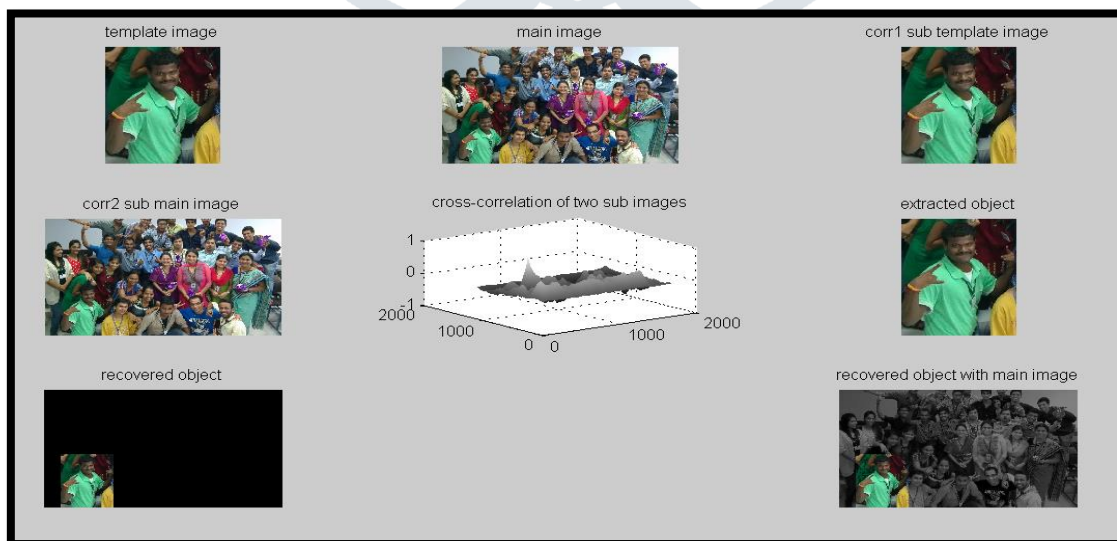 template image
main image
corr1 sub template image
corr2 sub main image
cross-correlation of two sub images
extracted object
1
0
-1
2000
1000
0
0
1000
2000
recovered object
recovered object with main image